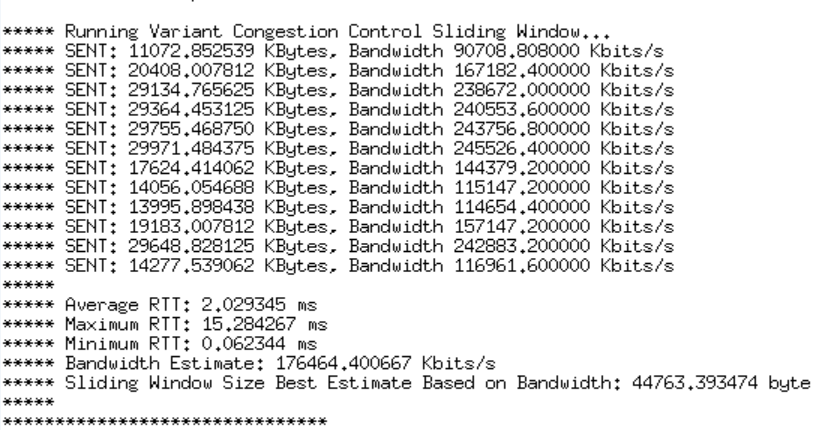 ***** Running Variant Congestion Control Sliding Window...
***** SENT: 11072.852539 KBytes, Bandwidth 90708.808000 Kbits/s
***** SENT: 20408.007812 KBytes, Bandwidth 167182.400000 Kbits/s
***** SENT: 29134.765625 KBytes, Bandwidth 238672.000000 Kbits/s
***** SENT: 29364.453125 KBytes, Bandwidth 240553.600000 Kbits/s
***** SENT: 29755.468750 KBytes, Bandwidth 243756.800000 Kbits/s
***** SENT: 29971.484375 KBytes, Bandwidth 245526.400000 Kbits/s
***** SENT: 17624.414062 KBytes, Bandwidth 144379.200000 Kbits/s
***** SENT: 14056.054688 KBytes, Bandwidth 115147.200000 Kbits/s
***** SENT: 13995.898438 KBytes, Bandwidth 114654.400000 Kbits/s
***** SENT: 19183.007812 KBytes, Bandwidth 157147.200000 Kbits/s
***** SENT: 29648.828125 KBytes, Bandwidth 242883.200000 Kbits/s
***** SENT: 14277.539062 KBytes, Bandwidth 116961.600000 Kbits/s
*****
***** Average RTT: 2.029345 ms
***** Maximum RTT: 15.284267 ms
***** Minimum RTT: 0.062344 ms
***** Bandwidth Estimate: 176464.400667 Kbits/s
***** Sliding Window Size Best Estimate Based on Bandwidth: 44763.393474 byte
*****
*******************************